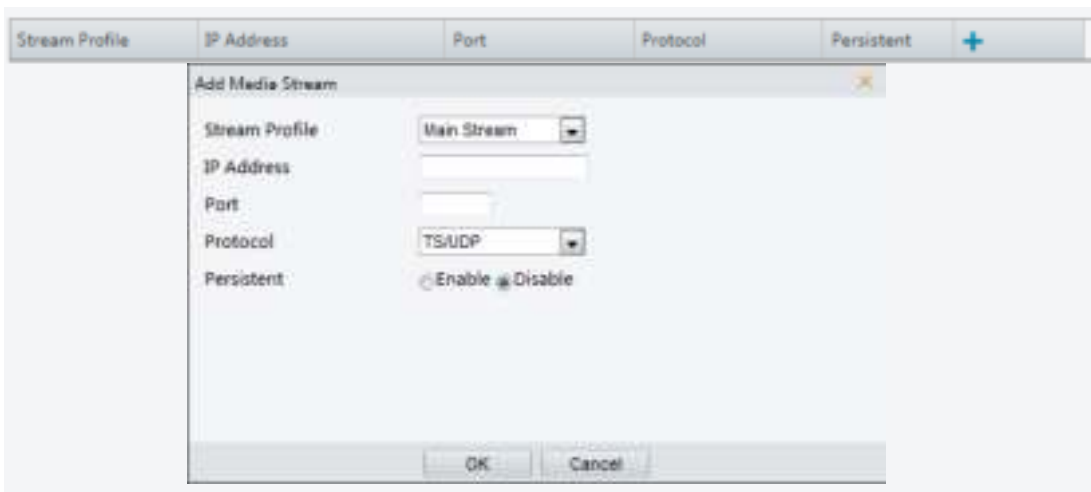 Stream Profile IP Address Port Protocol Persistent +
Add Media Stream
Stream Profile Main Stream
IP Address
Port
Protocol TS/UDP
Persistent Enable Disable
OK Cancel